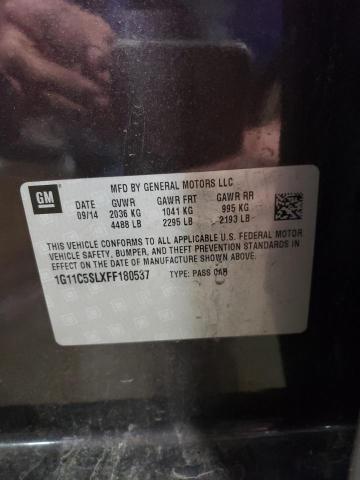 GM
MFD BY GENERAL MOTORS LLC
DATE GVWR GAWR FRT GAWR RR
09/14 2036 KG 1041 KG 995 KG
4488 LB 2295 LB 2193 LB
THIS VEHICLE CONFORMS TO ALL APPLICABLE U.S. FEDERAL MOTOR
VEHICLE SAFETY, BUMPER, AND THEFT PREVENTION STANDARDS IN
EFFECT ON THE DATE OF MANUFACTURE SHOWN ABOVE.
1G11C5SLXFF180537 TYPE: PASS CAR